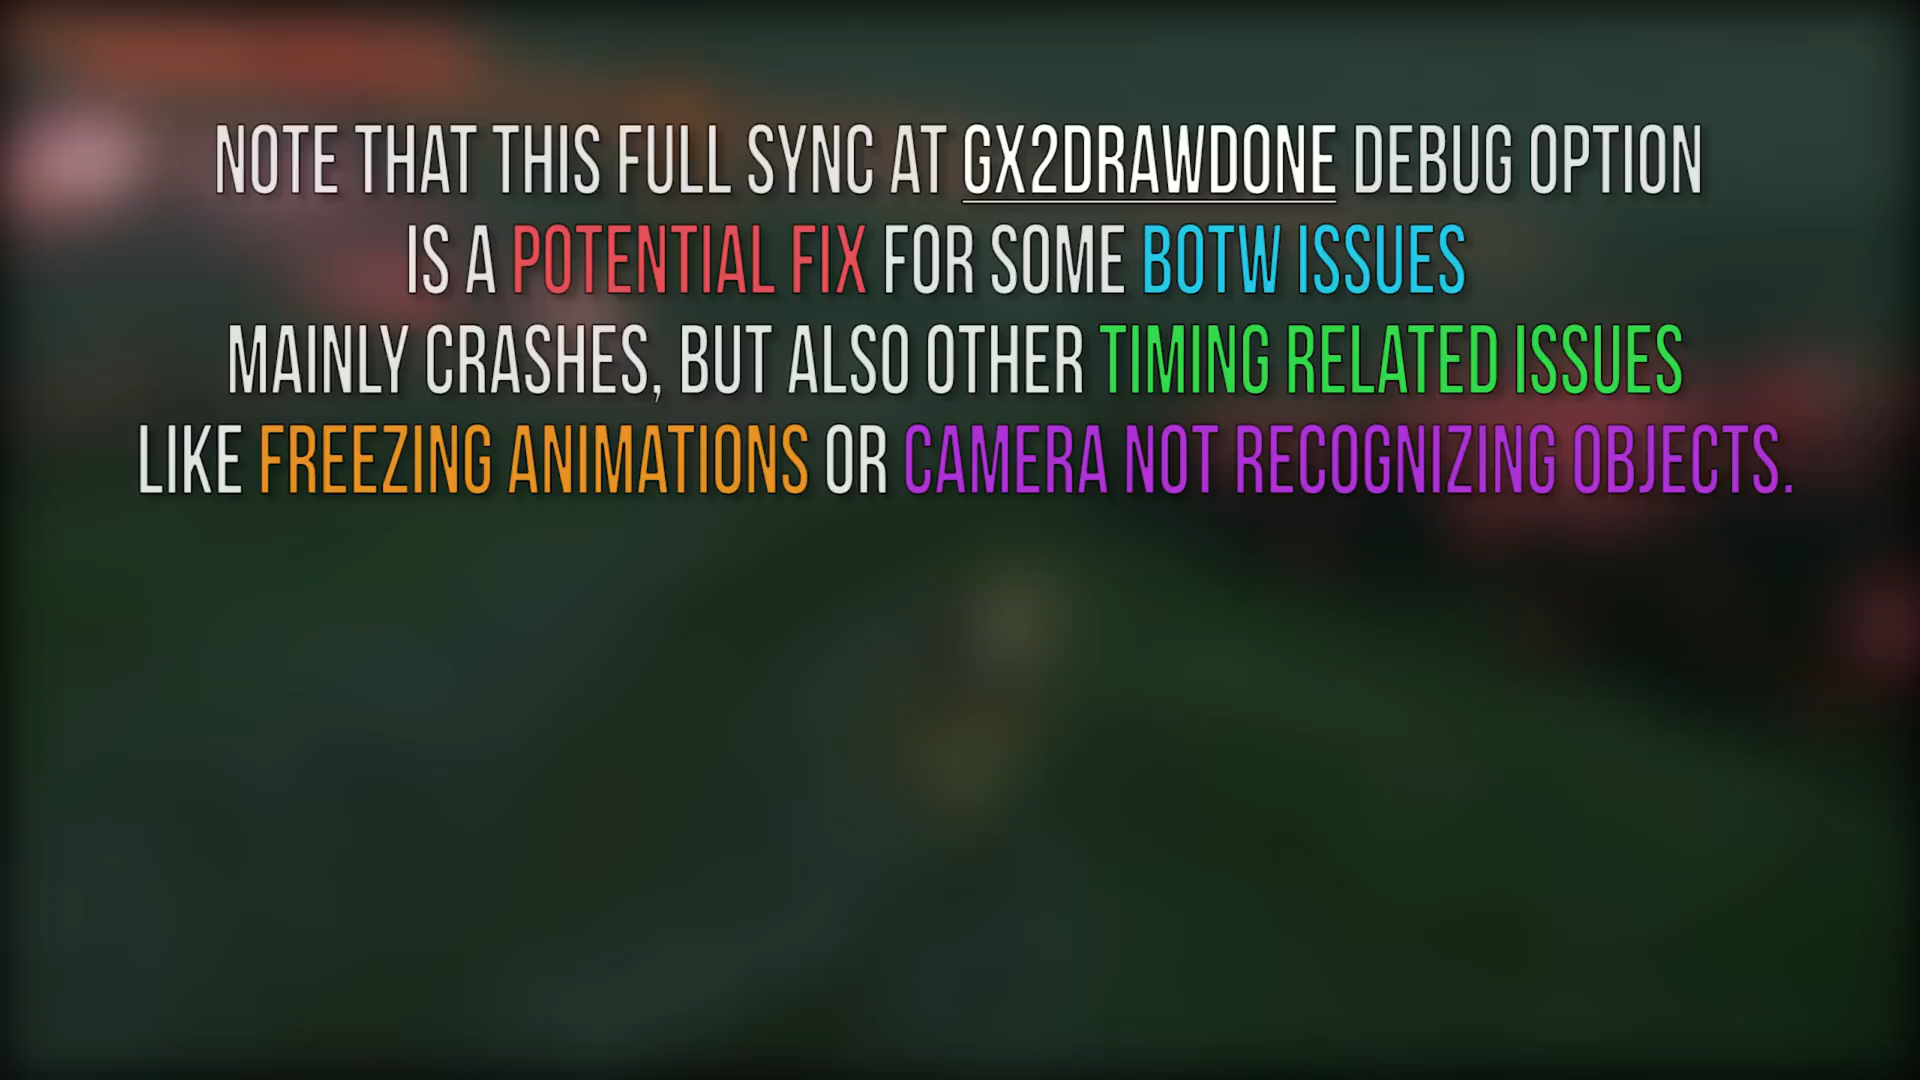 NOTE THAT THIS FULL SYNC AT GX2DRAWDONE DEBUG OPTION
IS A POTENTIAL FIX FOR SOME BOTW ISSUES
MAINLY CRASHES, BUT ALSO OTHER TIMING RELATED ISSUES
LIKE FREEZING ANIMATIONS OR CAMERA NOT RECOGNIZING OBJECTS.